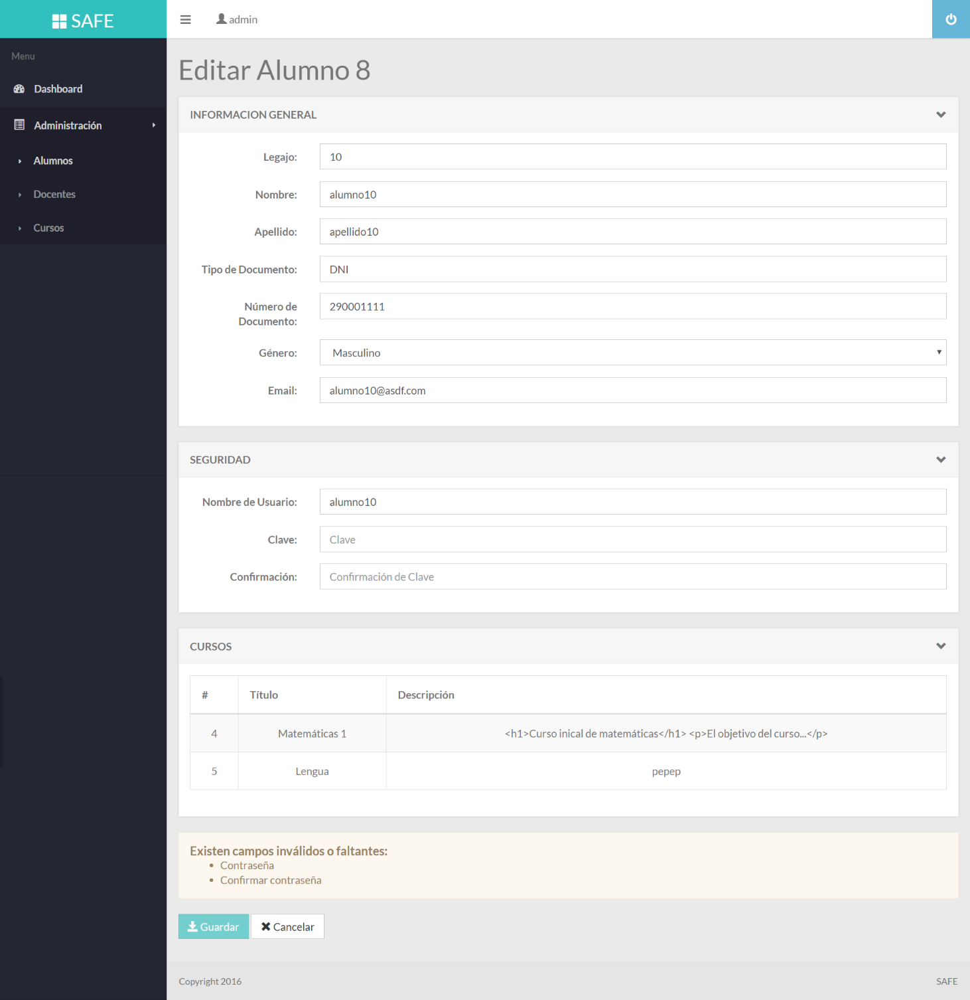 SAFE
admin
Menu
Dashboard
Administración
Alumnos
Docentes
Cursos
Editar Alumno 8
INFORMACION GENERAL
Legajo: 10
Nombre: alumno10
Apellido: apellido10
Tipo de Documento: DNI
Número de 290001111
Documento:
Género: Masculino
Email: alumno10@asdf.com
SEGURIDAD
Nombre de Usuario: alumno10
Clave: Clave
Confirmación: Confirmación de Clave
CURSOS
# Título Descripción
4 Matemáticas 1 <h1>Curso inical de matemáticas</h1> <p>El objetivo del curso...</p>
5 Lengua pepep
Existen campos inválidos o faltantes:
• Contraseña
• Confirmar contraseña
Guardar Cancelar
Copyright 2016 SAFE